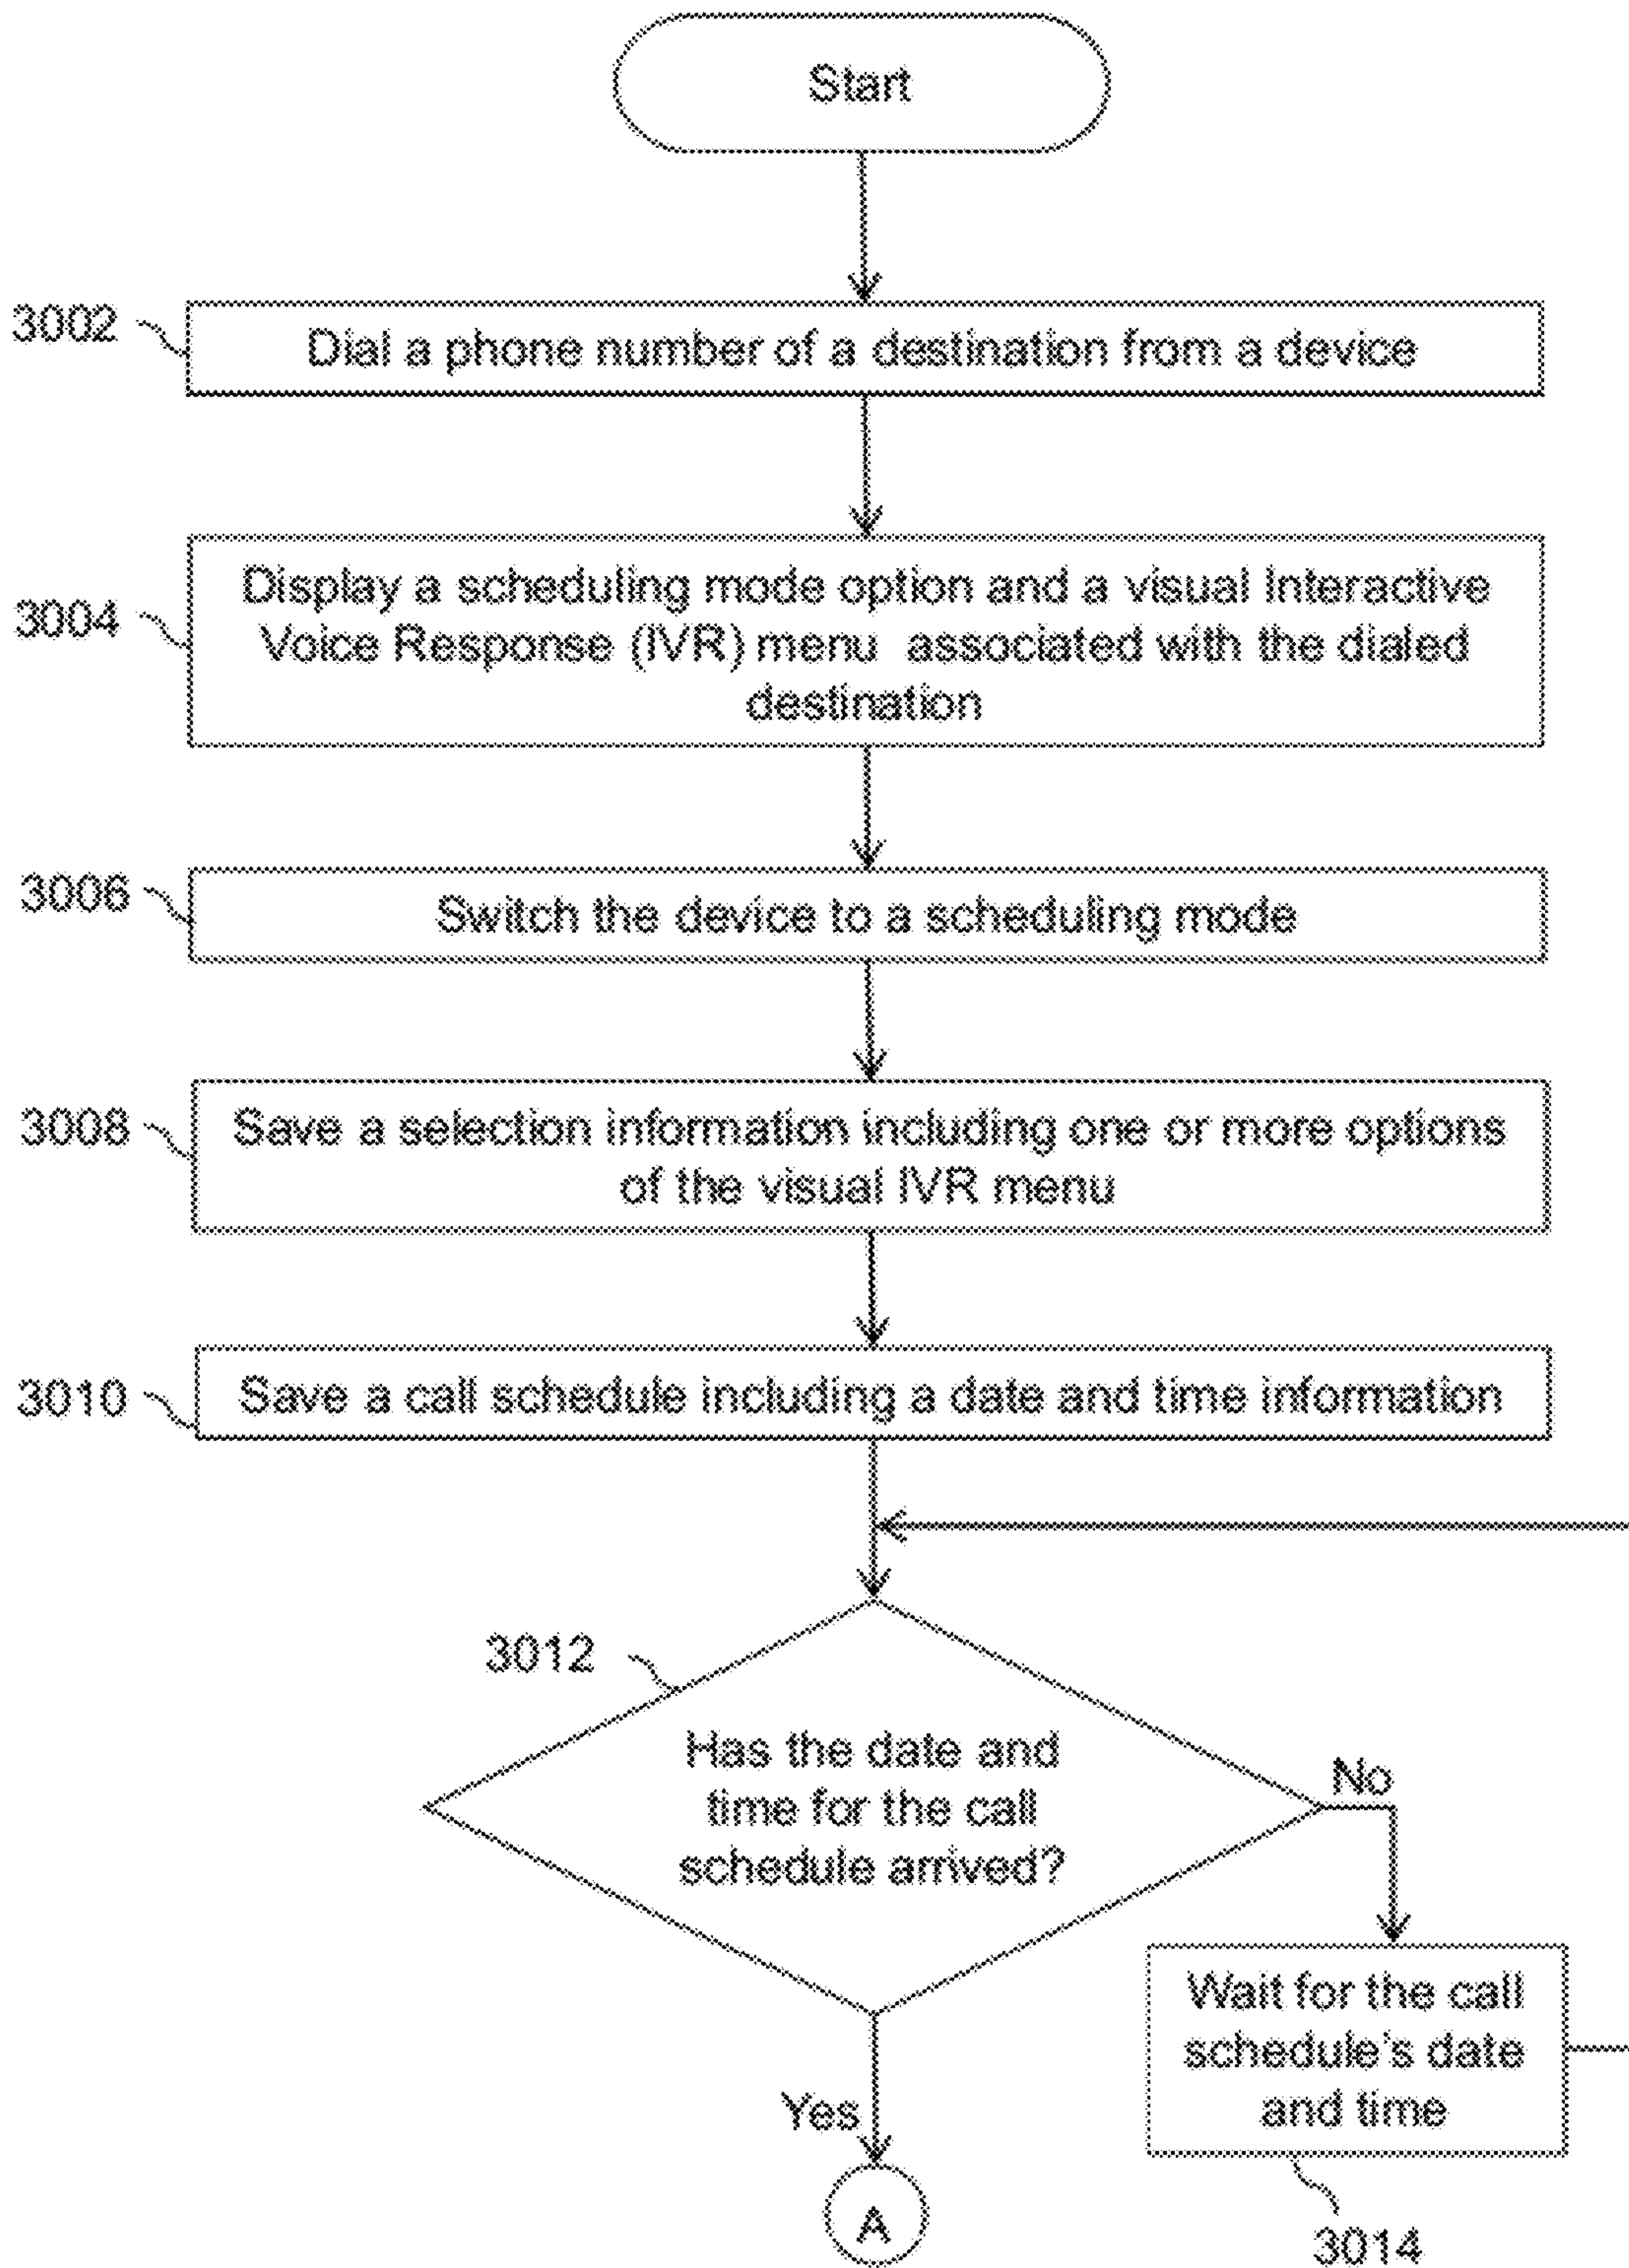 Start
3002
Dial a phone number of a destination from a device
3004
Display a scheduling mode option and a visual Interactive
Voice Response (IVR) menu associated with the dialed
destination
3006
Switch the device to a scheduling mode
3008
Save a selection information including one or more options
of the visual IVR menu
3010
Save a call schedule including a date and time information
3012
Has the date and
time for the call
schedule arrived?
No
Wait for the call
schedule's date
and time
Yes
A
3014